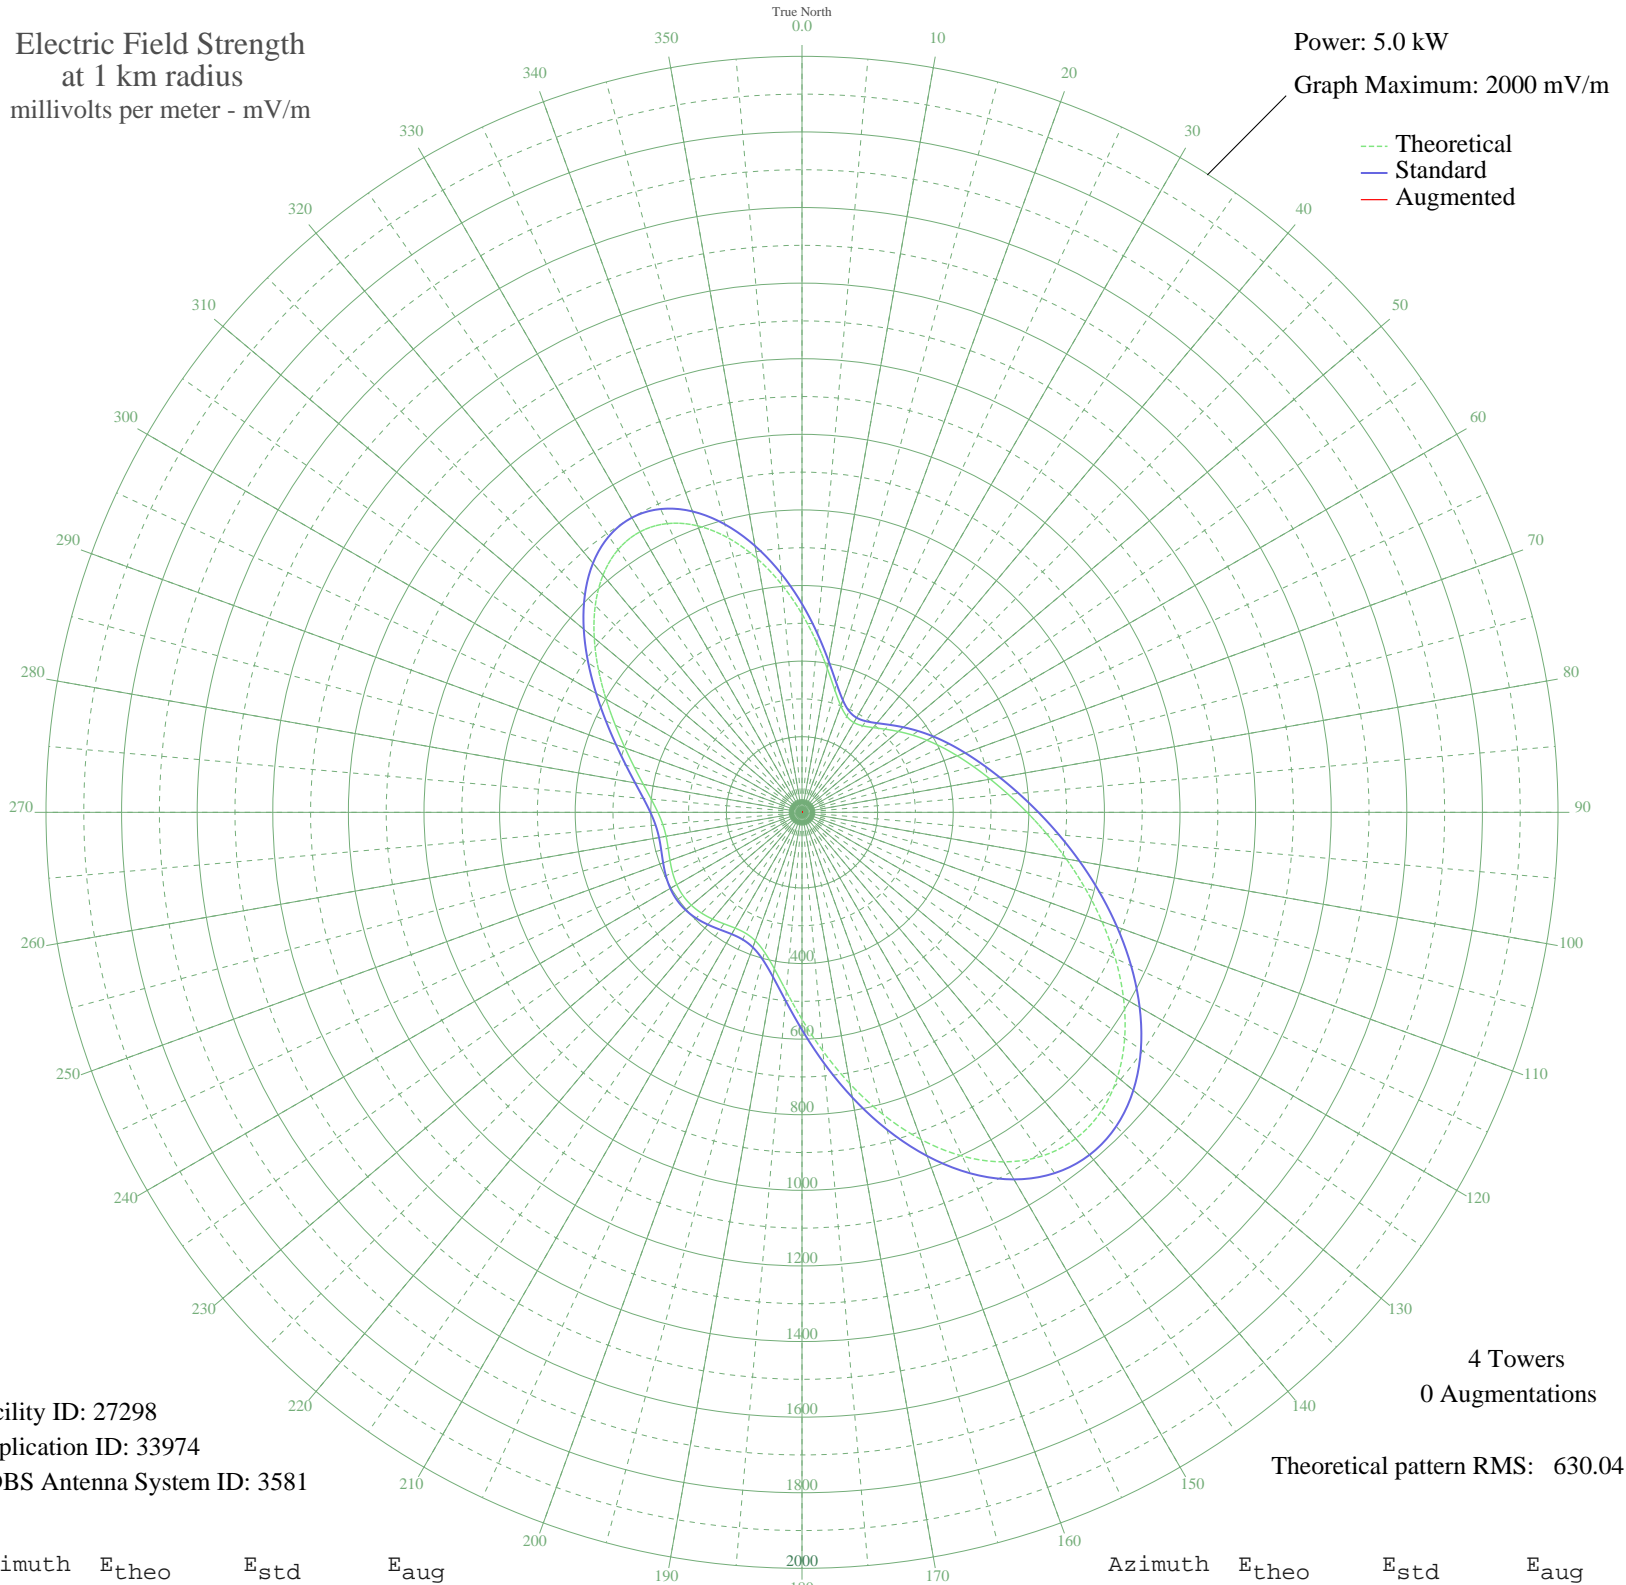 True North
Electric Field Strength
at 1 km radius
millivolts per meter - mV/m
Power: 5.0 kW
Graph Maximum: 2000 mV/m
Theoretical
Standard
Augmented
0.0
10
20
30
40
50
60
70
80
90
100
110
120
130
140
150
160
170
190
200
210
220
230
240
250
260
270
280
290
300
310
320
330
340
350
400
600
800
1000
1200
1400
1600
1800
2000
4 Towers
0 Augmentations
Theoretical pattern RMS: 630.04
cility ID: 27298
plication ID: 33974
DBS Antenna System ID: 3581
imuth Etheo Estd Eaug
Azimuth Etheo Estd Eaug